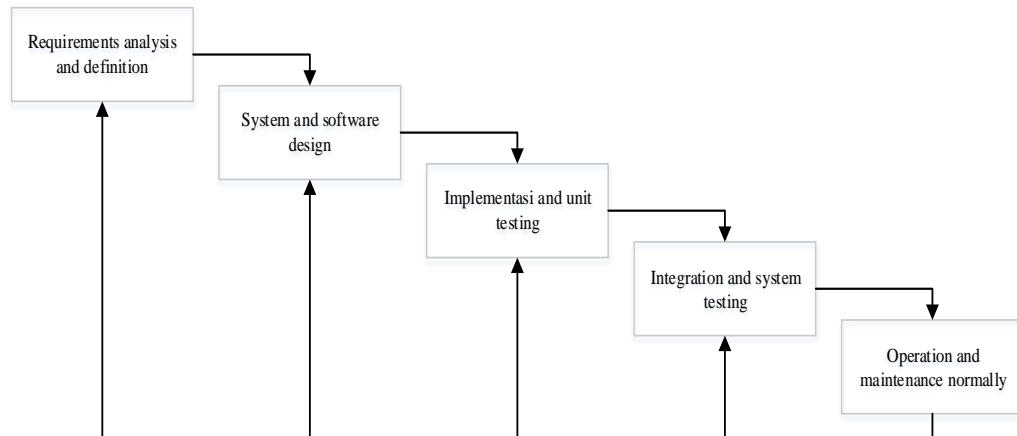 Requirements analysis
and definition
System and software
design
Implementasi and unit
testing
Integration and system
testing
Operation and
maintenance normally